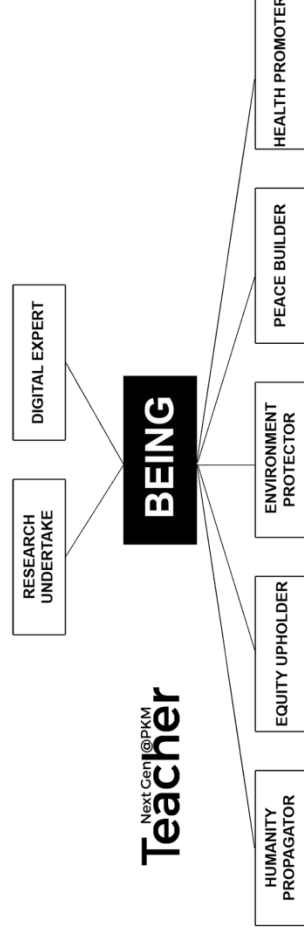 RESEARCH
UNDERTAKE
DIGITAL EXPERT
Next Gen@PKM
Teacher
BEING
HUMANITY
PROPAGATOR
EQUITY UPHOLDER
ENVIRONMENT
PROTECTOR
PEACE BUILDER
HEALTH PROMOTER